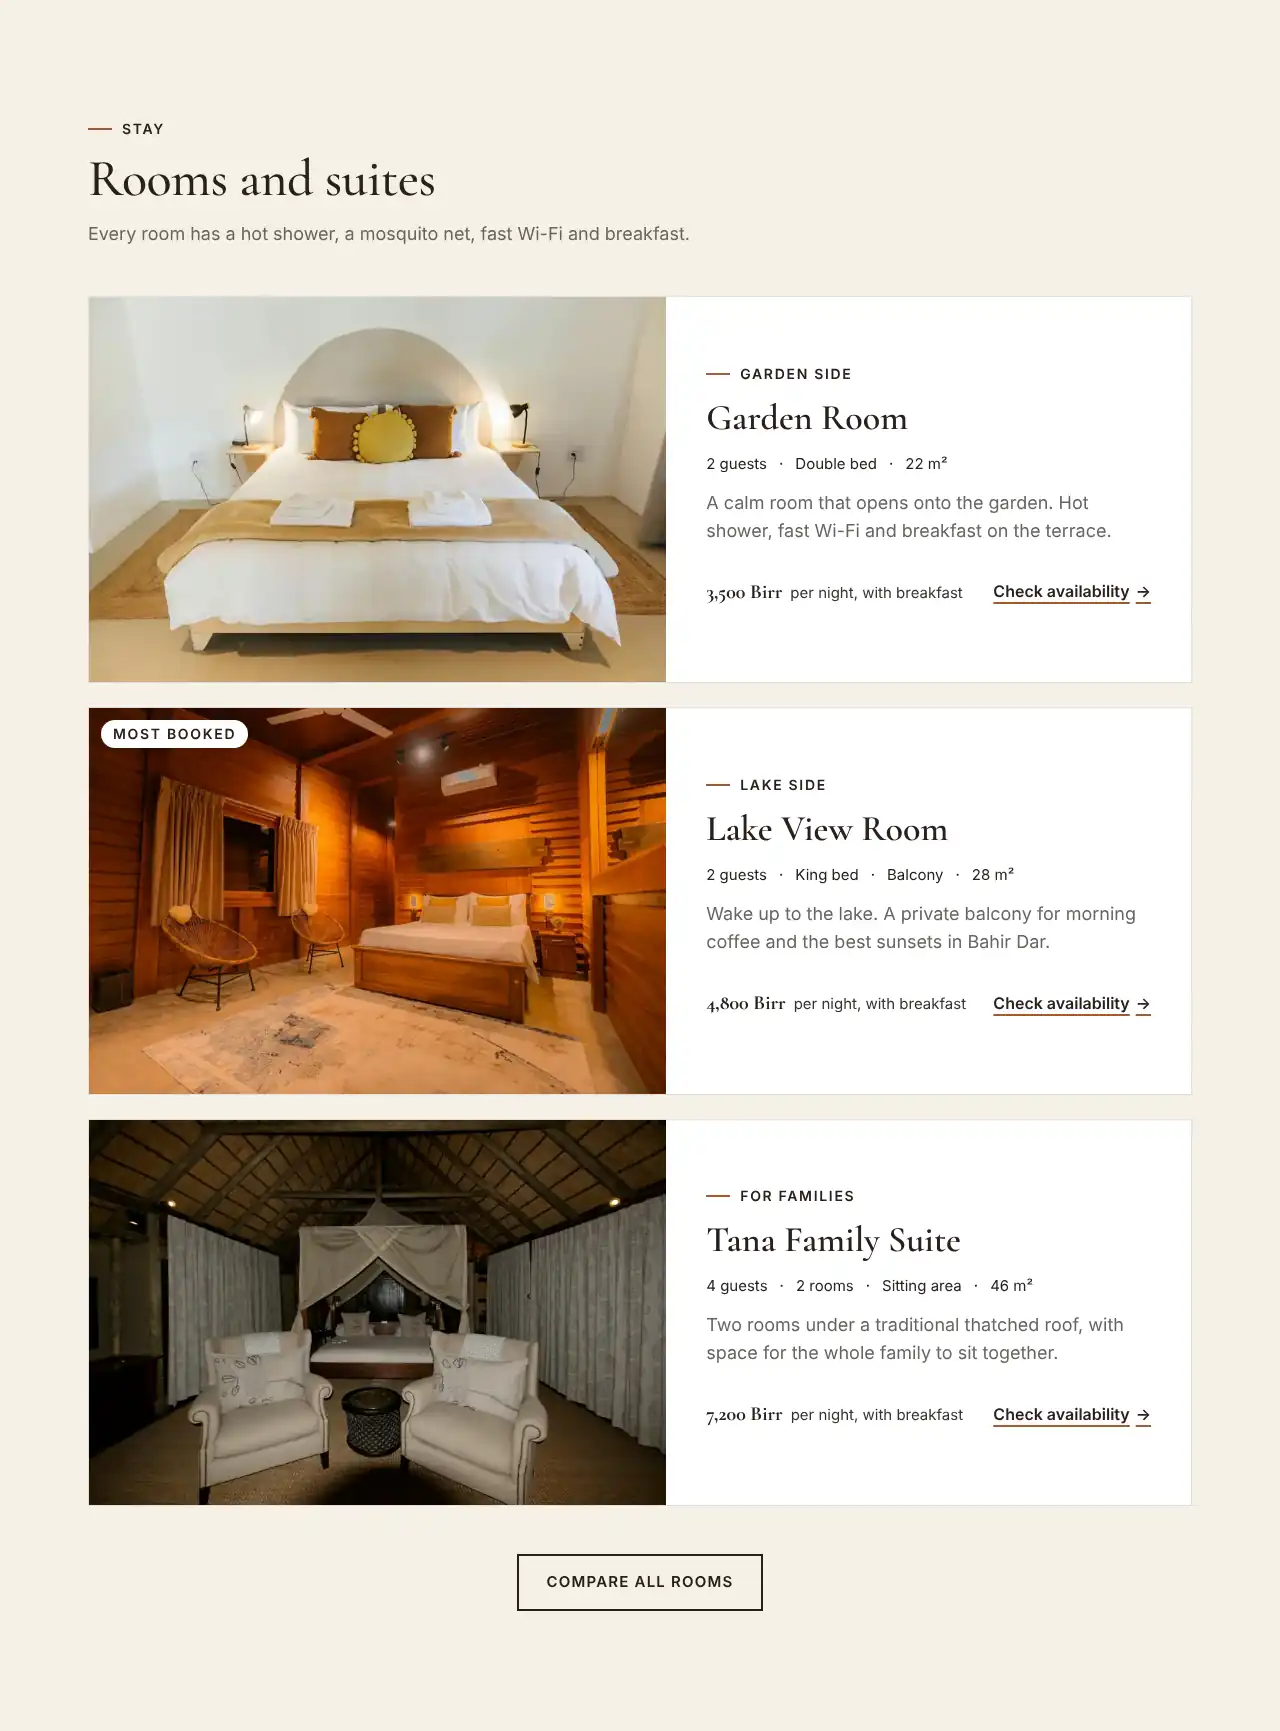 STAY
Rooms and suites
Every room has a hot shower, a mosquito net, fast Wi-Fi and breakfast.
GARDEN SIDE
Garden Room
2 guests · Double bed · 22 m²
A calm room that opens onto the garden. Hot
shower, fast Wi-Fi and breakfast on the terrace.
3,500 Birr per night, with breakfast Check availability →
MOST BOOKED
LAKE SIDE
Lake View Room
2 guests · King bed · Balcony · 28 m²
Wake up to the lake. A private balcony for morning
coffee and the best sunsets in Bahir Dar.
4,800 Birr per night, with breakfast Check availability →
FOR FAMILIES
Tana Family Suite
4 guests · 2 rooms · Sitting area · 46 m²
Two rooms under a traditional thatched roof, with
space for the whole family to sit together.
7,200 Birr per night, with breakfast Check availability →
COMPARE ALL ROOMS